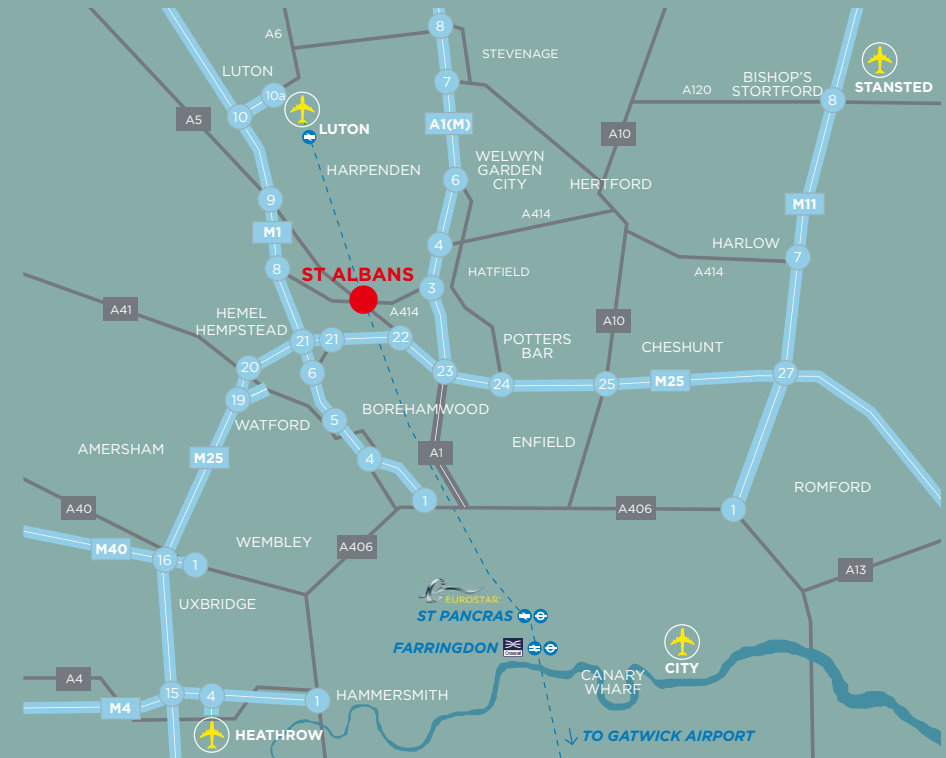 8
A6
STEVENAGE
LUTON
7
BISHOP'S
STORTFORD
STANSTED
A120
8
10a
10
A5
LUTON
A1(M)
A10
HARPENDEN
WELWYN
GARDEN
CITY
6
HERTFORD
9
M1
A414
M11
4
HARLOW
7
8
ST ALBANS
HATFIELD
A414
3
A41
A414
HEMEL
HEMPSTEAD
A10
21
21
22
POTTERS
BAR
CHESHUNT
20
6
23
24
25
M25
27
19
WATFORD
5
BOREHAMWOOD
AMERSHAM
M25
4
A1
ENFIELD
ROMFORD
1
A40
A406
1
M40
WEMBLEY
A406
16
1
A13
UXBRIDGE
EUROSTAR
ST PANCRAS
FARRINGDON
Crossrail
CITY
CANARY
WHARF
A4
15
4
1
HAMMERSMITH
M4
HEATHROW
TO GATWICK AIRPORT